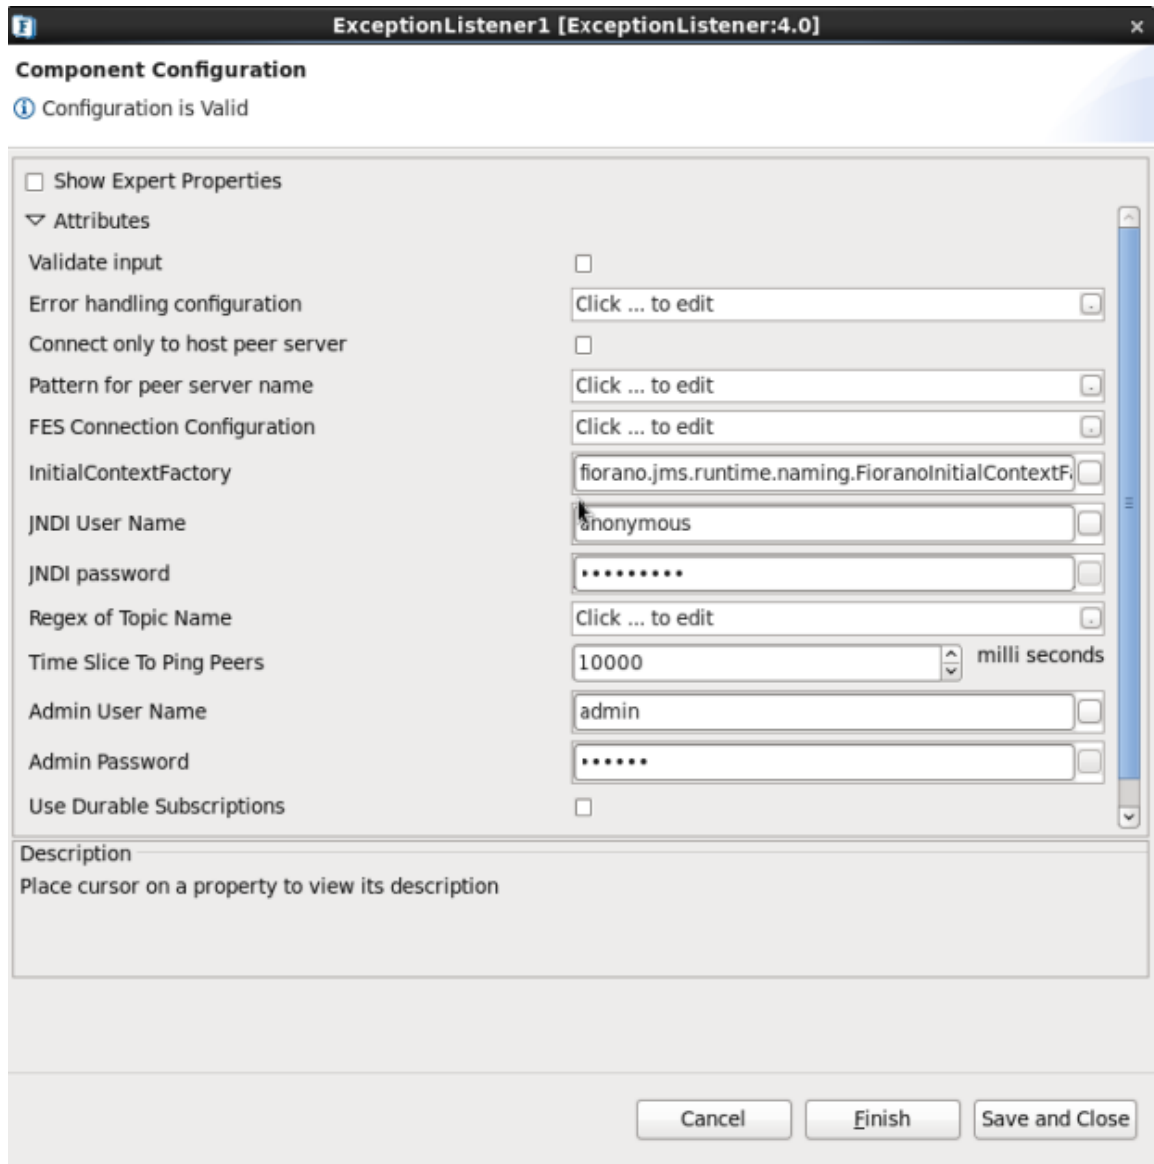 ExceptionListener1 [ExceptionListener:4.0]
Component Configuration
Configuration is Valid
Show Expert Properties
Attributes
Validate input
Error handling configuration Click ... to edit
Connect only to host peer server
Pattern for peer server name Click ... to edit
FES Connection Configuration Click ... to edit
InitialContextFactory fiorano.jms.runtime.naming.FioranoInitialContextFa
JNDI User Name anonymous
JNDI password •••••••••
Regex of Topic Name Click ... to edit
Time Slice To Ping Peers 10000 milli seconds
Admin User Name admin
Admin Password ••••••
Use Durable Subscriptions
Description
Place cursor on a property to view its description
Cancel Finish Save and Close